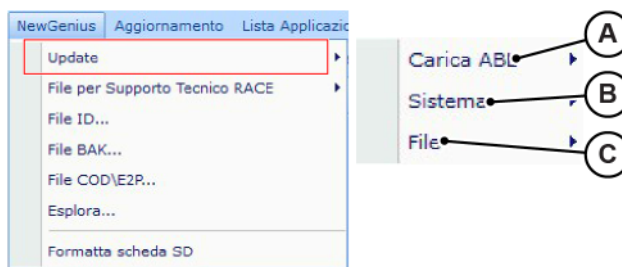 NewGenius Aggiornamento Lista Applicazio
Update
File per Supporto Tecnico RACE
File ID...
File BAK...
File COD\E2P...
Esplora...
Formatta scheda SD
Carica ABL A
Sistema B
File C